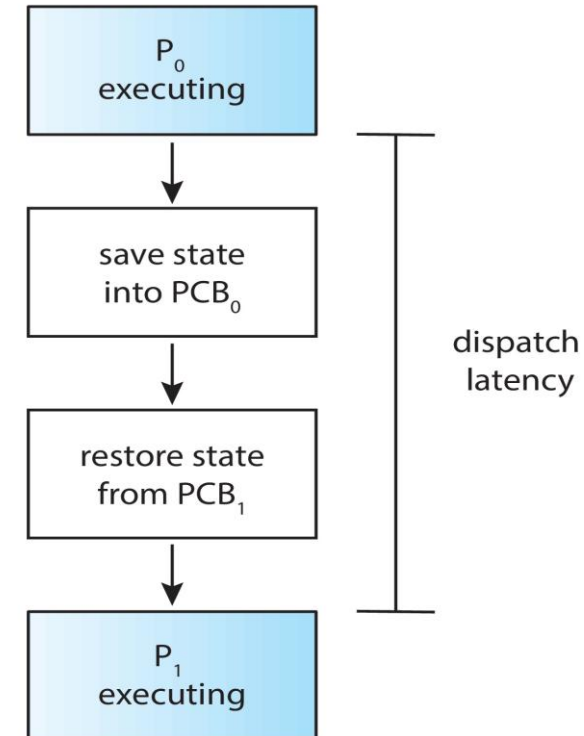 P₀
executing
save state
into PCB₀
dispatch
latency
restore state
from PCB₁
P₁
executing